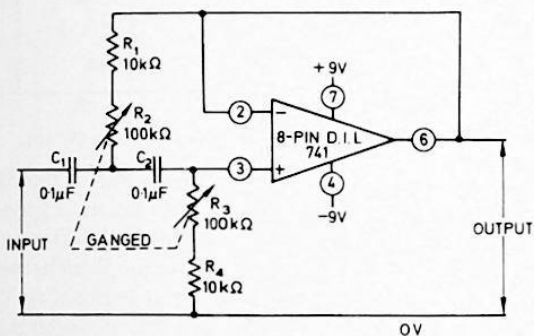 R1
10kΩ
+9V
7
2
−
8-PIN D.I.L
741
6
R2
100kΩ
C1
C2
3
+
4
0·1µF
0·1µF
R3
100kΩ
−9V
INPUT
GANGED
OUTPUT
R4
10kΩ
0V